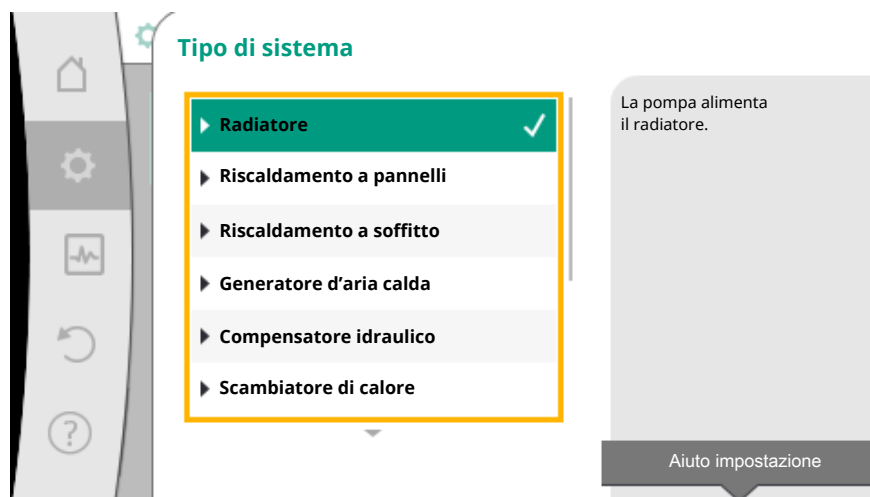 Tipo di sistema
Radiatore
Riscaldamento a pannelli
Riscaldamento a soffitto
Generatore d’aria calda
Compensatore idraulico
Scambiatore di calore
La pompa alimenta
il radiatore.
Aiuto impostazione
?